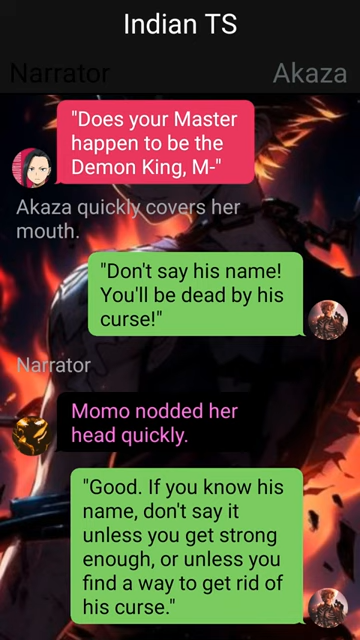 Indian TS
Narrator
Akaza
"Does your Master
happen to be the
Demon King, M-"
Akaza quickly covers her
mouth.
"Don't say his name!
You'll be dead by his
curse!"
Narrator
Momo nodded her
head quickly.
"Good. If you know his
name, don't say it
unless you get strong
enough, or unless you
find a way to get rid of
his curse."